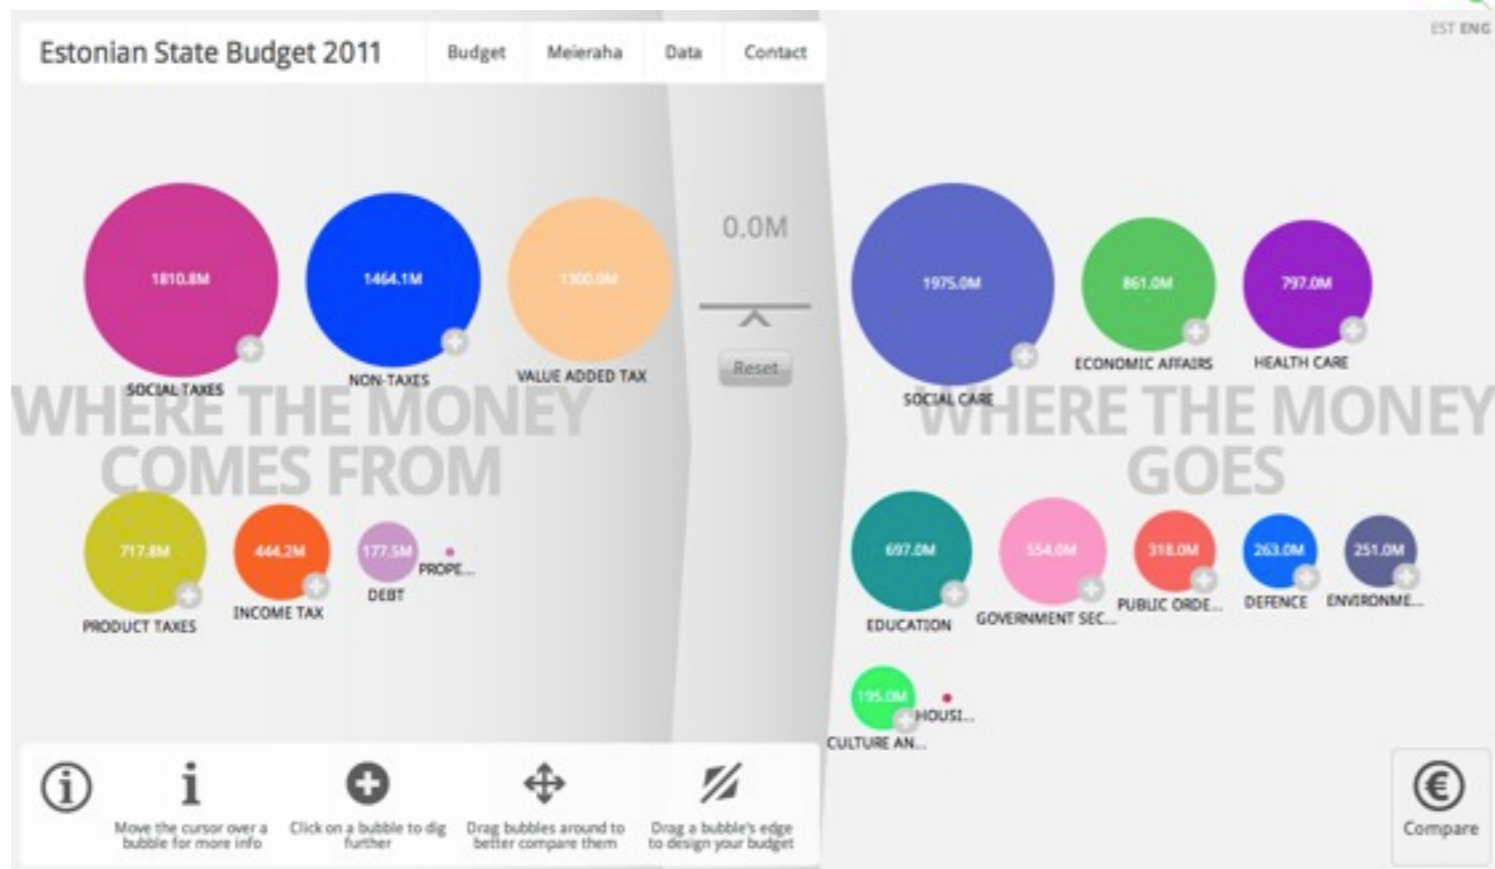 EST ENG
Estonian State Budget 2011
Budget
Meieraha
Data
Contact
1810.8M
SOCIAL TAXES
1464.1M
NON-TAXES
1300.0M
VALUE ADDED TAX
0.0M
Reset
1975.0M
SOCIAL CARE
861.0M
ECONOMIC AFFAIRS
797.0M
HEALTH CARE
WHERE THE MONEY
COMES FROM
WHERE THE MONEY
GOES
717.8M
PRODUCT TAXES
444.2M
INCOME TAX
177.5M
DEBT
PROPE...
697.0M
EDUCATION
554.0M
GOVERNMENT SEC...
318.0M
PUBLIC ORDE...
263.0M
DEFENCE
251.0M
ENVIRONME...
195.0M
CULTURE AN...
HOUSI...
Move the cursor over a
bubble for more info
Click on a bubble to dig
further
Drag bubbles around to
better compare them
Drag a bubble's edge
to design your budget
Compare